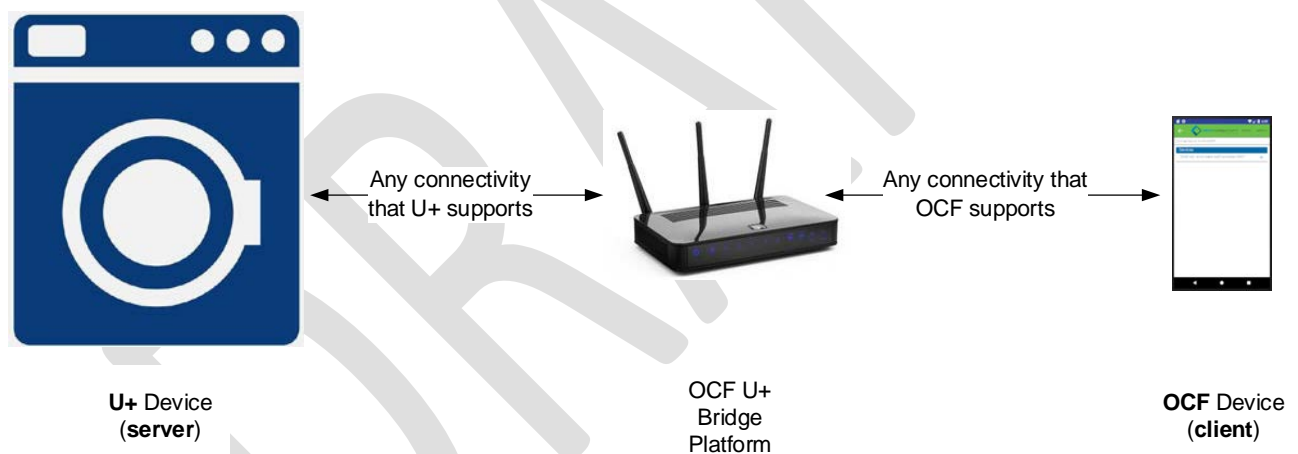 Any connectivity
that U+ supports
Any connectivity that
OCF supports
U+ Device
(server)
OCF U+
Bridge
Platform
OCF Device
(client)